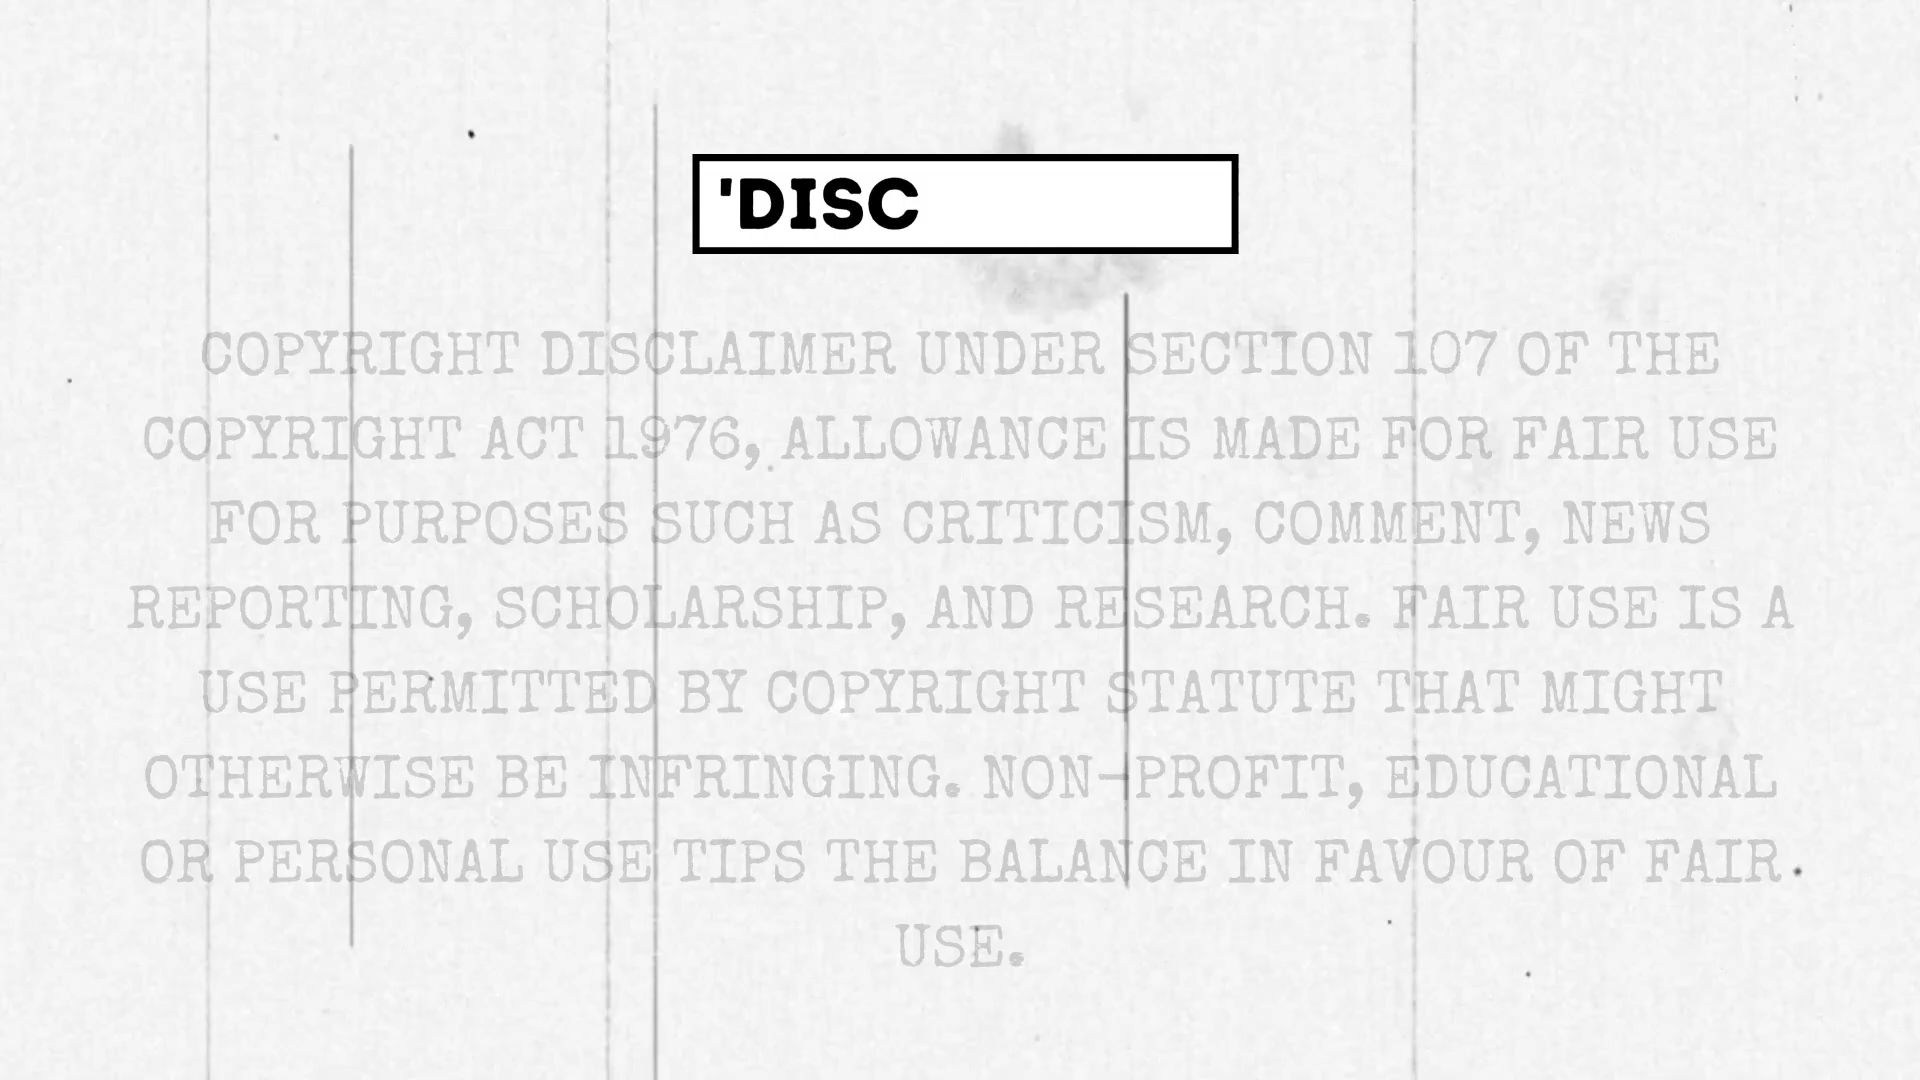 'DISC
COPYRIGHT DISCLAIMER UNDER SECTION 107 OF THE
COPYRIGHT ACT 1976, ALLOWANCE IS MADE FOR FAIR USE
FOR PURPOSES SUCH AS CRITICISM, COMMENT, NEWS
REPORTING, SCHOLARSHIP, AND RESEARCH. FAIR USE IS A
USE PERMITTED BY COPYRIGHT STATUTE THAT MIGHT
OTHERWISE BE INFRINGING. NON-PROFIT, EDUCATIONAL
OR PERSONAL USE TIPS THE BALANCE IN FAVOUR OF FAIR
USE.